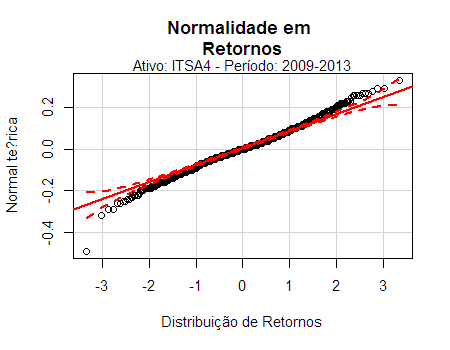 Normalidade em
Retornos
Ativo: ITSA4 - Período: 2009-2013
Normal te?rica
0.2
0.0
-0.2
-0.4
-3 -2 -1 0 1 2 3
Distribuição de Retornos